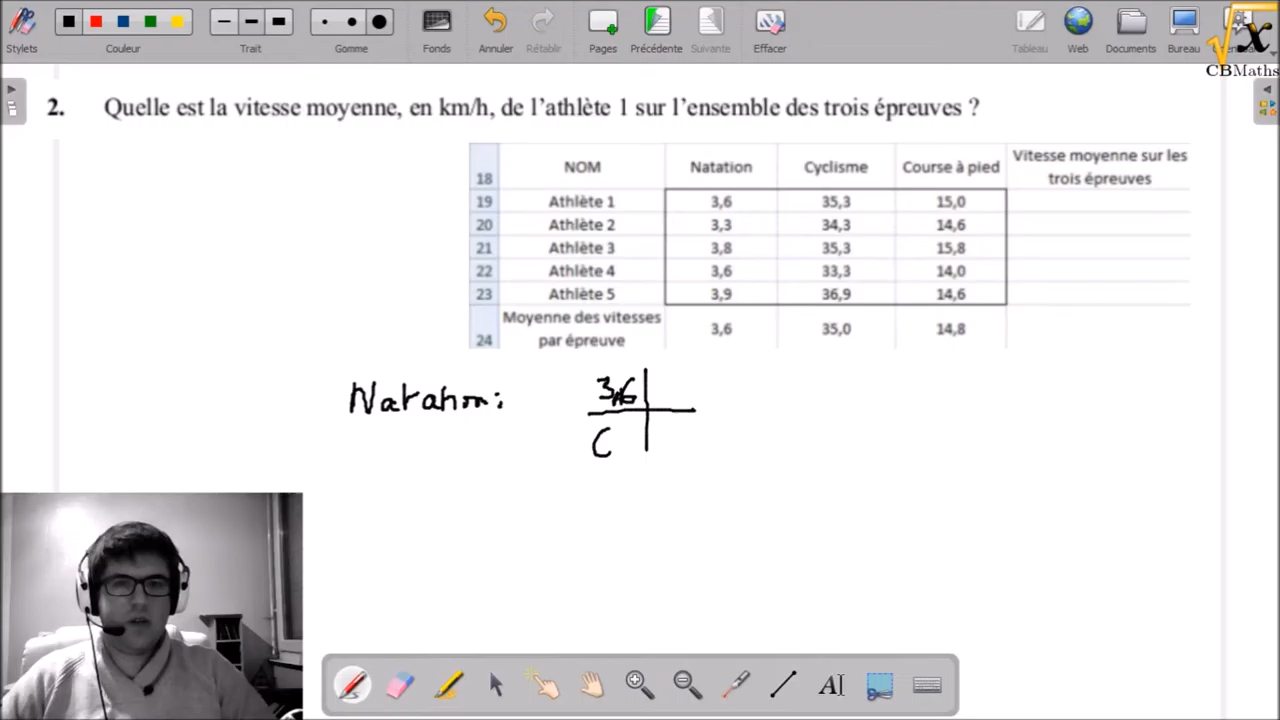 Stylets Couleur Trait Gomme Fonds Annuler Rétablir Pages Précédente Suivante Effacer Tableau Web Documents Bureau
√x
CBMaths
2. Quelle est la vitesse moyenne, en km/h, de l'athlète 1 sur l'ensemble des trois épreuves ?
18 NOM Natation Cyclisme Course à pied Vitesse moyenne sur les
trois épreuves
19 Athlète 1 3,6 35,3 15,0
20 Athlète 2 3,3 34,3 14,6
21 Athlète 3 3,8 35,3 15,8
22 Athlète 4 3,6 33,3 14,0
23 Athlète 5 3,9 36,9 14,6
Moyenne des vitesses
24 par épreuve 3,6 35,0 14,8
Natation: 3,6
C